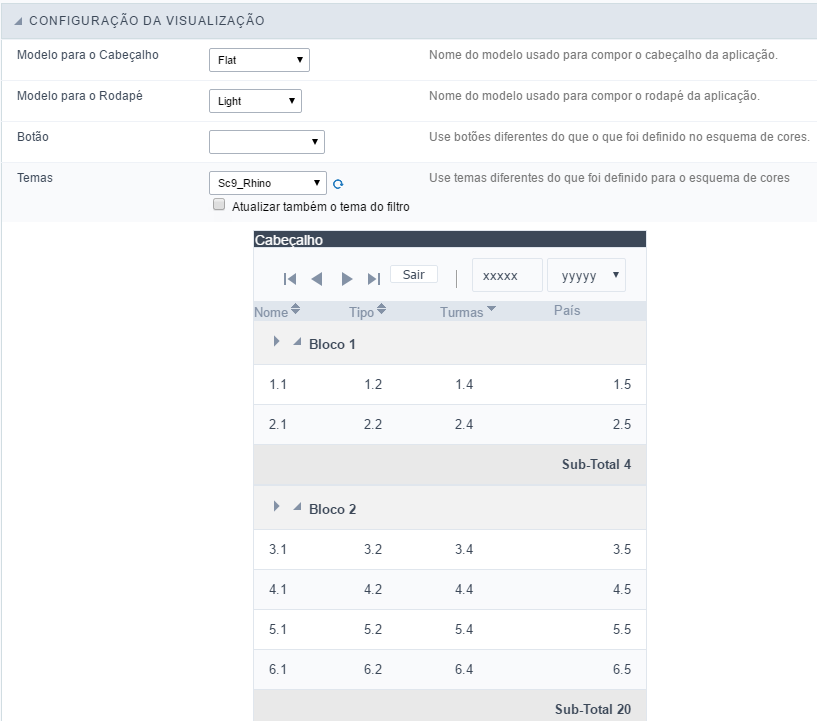 CONFIGURAÇÃO DA VISUALIZAÇÃO
Modelo para o Cabeçalho Flat Nome do modelo usado para compor o cabeçalho da aplicação.
Modelo para o Rodapé Light Nome do modelo usado para compor o rodapé da aplicação.
Botão Use botões diferentes do que o que foi definido no esquema de cores.
Temas Sc9_Rhino Use temas diferentes do que foi definido para o esquema de cores
Atualizar também o tema do filtro
Cabeçalho
Sair xxxxx yyyyy
Nome Tipo Turmas País
Bloco 1
1.1 1.2 1.4 1.5
2.1 2.2 2.4 2.5
Sub-Total 4
Bloco 2
3.1 3.2 3.4 3.5
4.1 4.2 4.4 4.5
5.1 5.2 5.4 5.5
6.1 6.2 6.4 6.5
Sub-Total 20